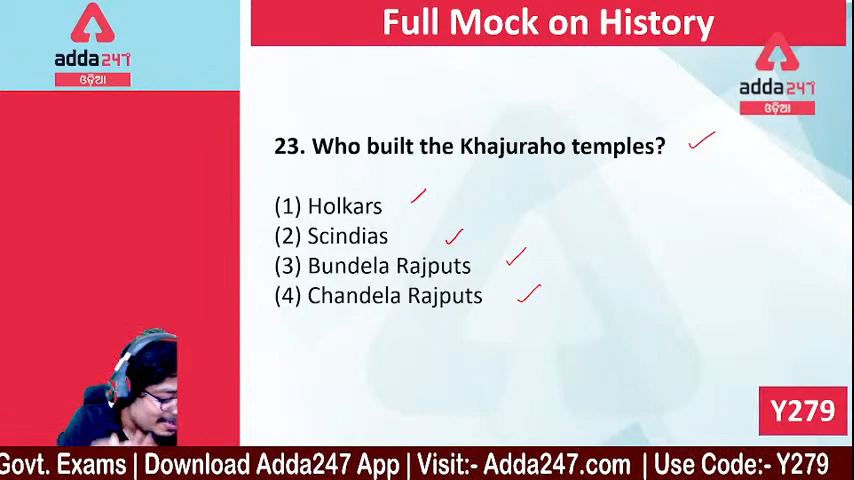 Full Mock on History
adda247
ଓଡ଼ିଆ
adda247
ଓଡ଼ିଆ
23. Who built the Khajuraho temples?
(1) Holkars
(2) Scindias
(3) Bundela Rajputs
(4) Chandela Rajputs
Y279
Govt. Exams | Download Adda247 App | Visit:- Adda247.com | Use Code:- Y279